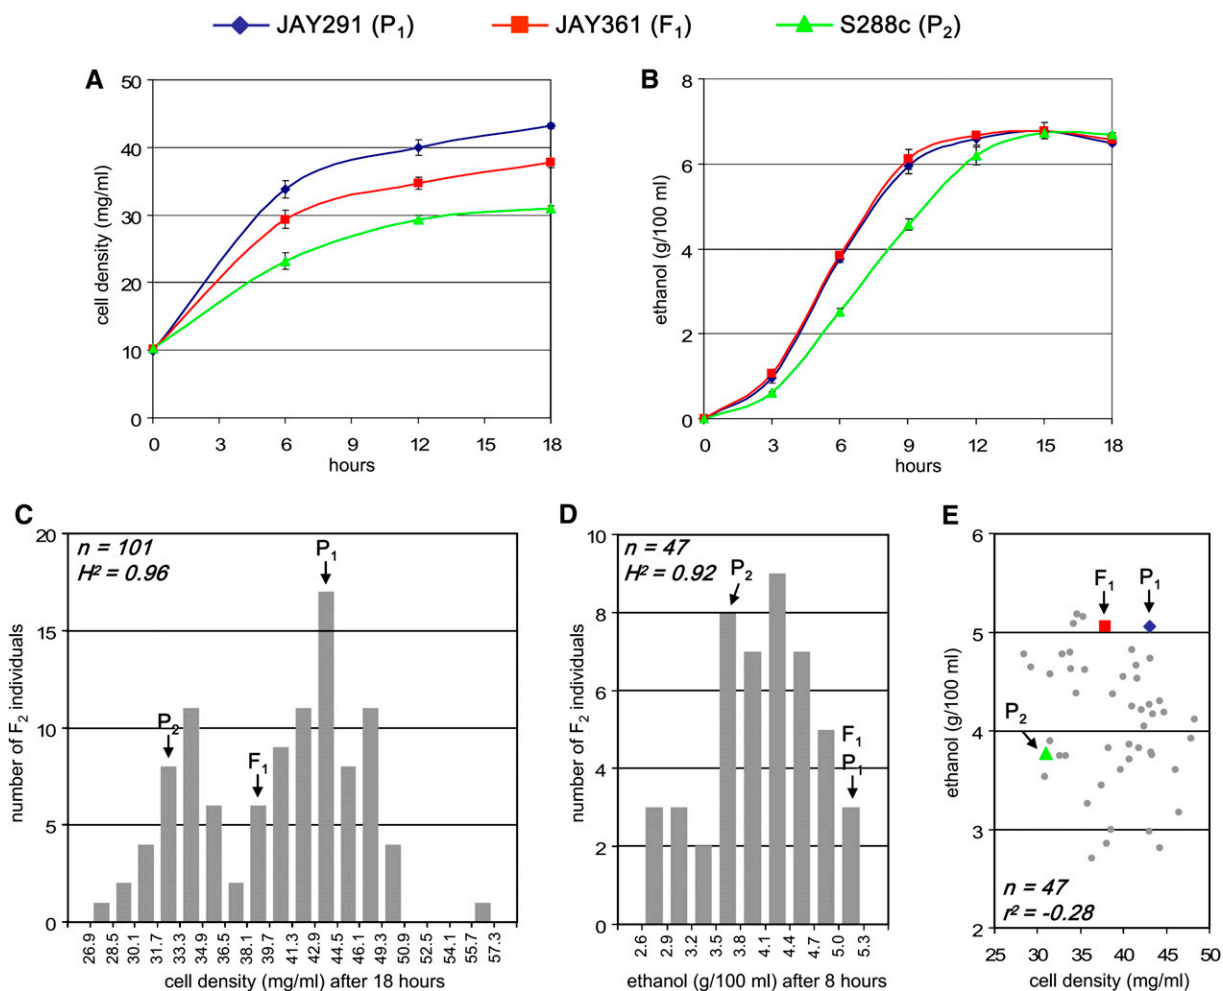 JAY291 (P1) JAY361 (F1) S288c (P2)
A
50
40
30
20
10
0
cell density (mg/ml)
0 3 6 9 12 15 18
hours
B
8
6
4
2
0
ethanol (g/100 ml)
0 3 6 9 12 15 18
hours
C
20
15
10
5
0
number of F2 individuals
n = 101
H2 = 0.96
P2
F1
P1
26.9 28.5 30.1 31.7 33.3 34.9 36.5 38.1 39.7 41.3 42.9 44.5 46.1 47.7 49.3 50.9 52.5 54.1 55.7 57.3
cell density (mg/ml) after 18 hours
D
10
8
6
4
2
0
number of F2 individuals
n = 47
H2 = 0.92
P2
F1
P1
2.6 2.9 3.2 3.5 3.8 4.1 4.4 4.7 5.0 5.3
ethanol (g/100 ml) after 8 hours
E
6
5
4
3
2
ethanol (g/100 ml)
F1 P1
P2
n = 47
r2 = -0.28
25 30 35 40 45 50
cell density (mg/ml)